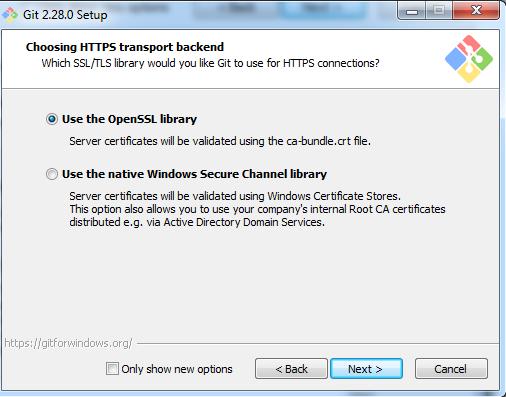 Git 2.28.0 Setup
Choosing HTTPS transport backend
Which SSL/TLS library would you like Git to use for HTTPS connections?
Use the OpenSSL library
Server certificates will be validated using the ca-bundle.crt file.
Use the native Windows Secure Channel library
Server certificates will be validated using Windows Certificate Stores.
This option also allows you to use your company's internal Root CA certificates
distributed e.g. via Active Directory Domain Services.
https://gitforwindows.org/
Only show new options
< Back
Next >
Cancel